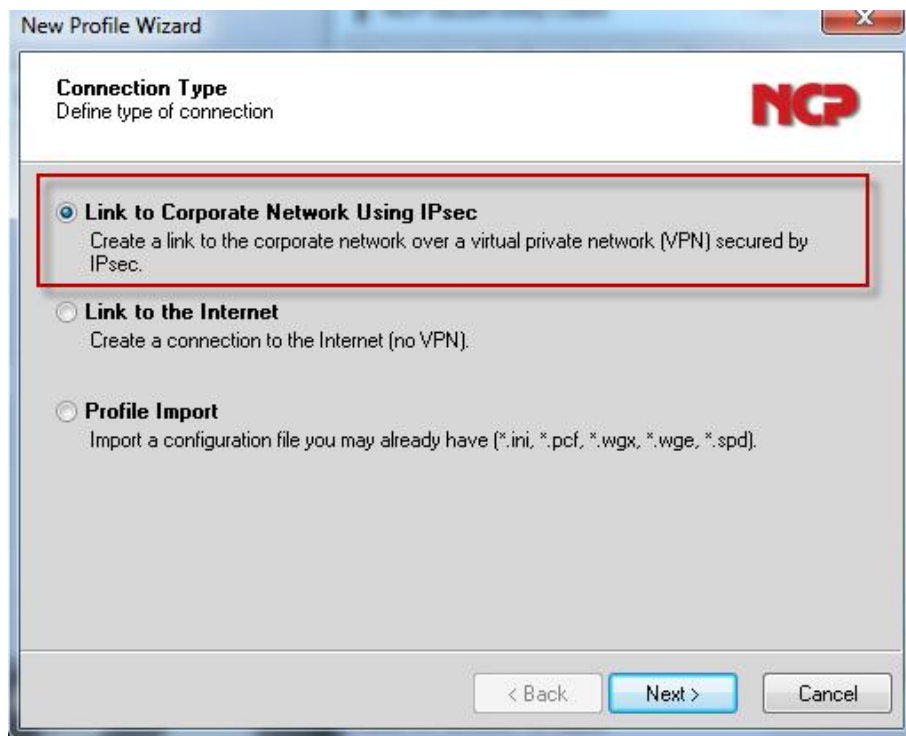 New Profile Wizard
X
Connection Type
Define type of connection
NCP
Link to Corporate Network Using IPsec
Create a link to the corporate network over a virtual private network (VPN) secured by
IPsec.
Link to the Internet
Create a connection to the Internet (no VPN).
Profile Import
Import a configuration file you may already have (*.ini, *.pcf, *.wgx, *.wge, *.spd).
< Back
Next >
Cancel